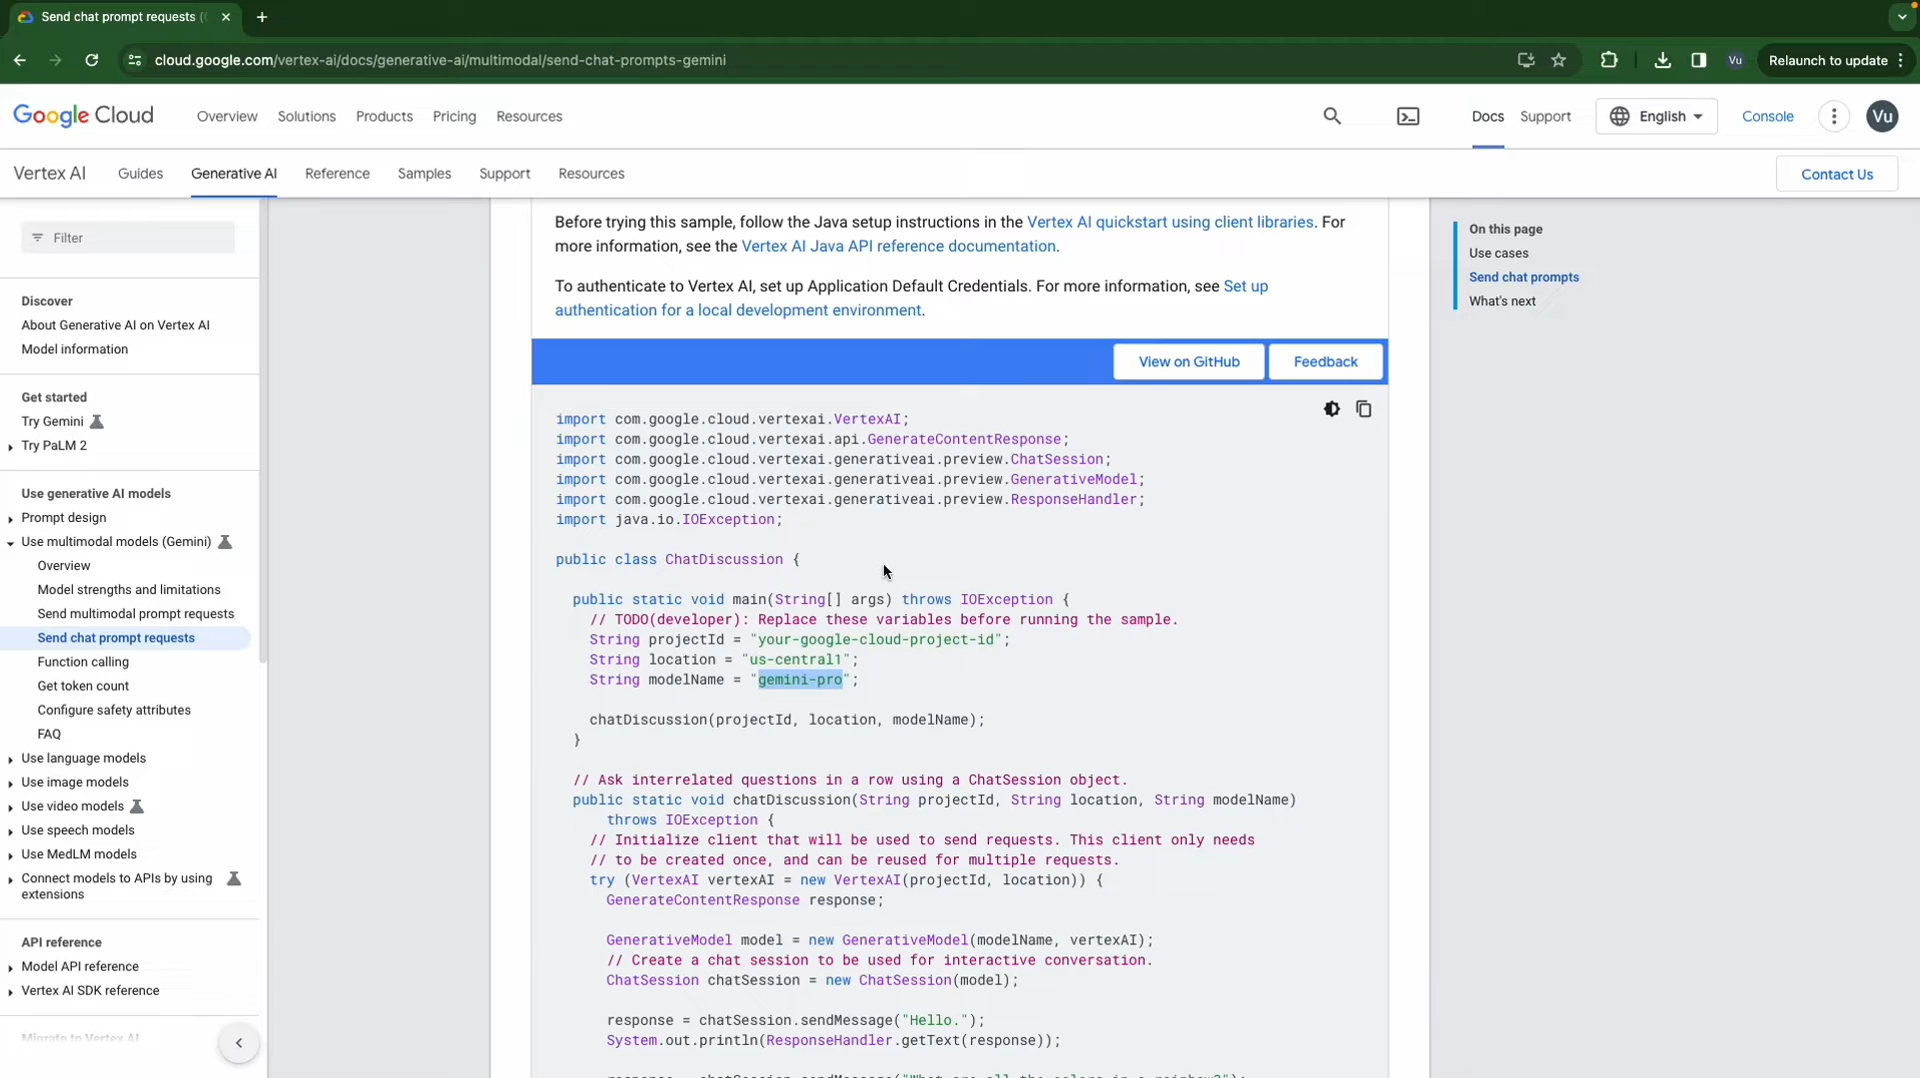 Send chat prompt requests (
cloud.google.com/vertex-ai/docs/generative-ai/multimodal/send-chat-prompts-gemini
Vu
Relaunch to update
Google Cloud
Overview
Solutions
Products
Pricing
Resources
Docs
Support
English
Console
Vu
Vertex AI
Guides
Generative AI
Reference
Samples
Support
Resources
Contact Us
Filter
Discover
About Generative AI on Vertex AI
Model information
Get started
Try Gemini
Try PaLM 2
Use generative AI models
Prompt design
Use multimodal models (Gemini)
Overview
Model strengths and limitations
Send multimodal prompt requests
Send chat prompt requests
Function calling
Get token count
Configure safety attributes
FAQ
Use language models
Use image models
Use video models
Use speech models
Use MedLM models
Connect models to APIs by using
extensions
API reference
Model API reference
Vertex AI SDK reference
Migrate to Vertex AI
Before trying this sample, follow the Java setup instructions in the Vertex AI quickstart using client libraries. For
more information, see the Vertex AI Java API reference documentation.
To authenticate to Vertex AI, set up Application Default Credentials. For more information, see Set up
authentication for a local development environment.
View on GitHub
Feedback
import com.google.cloud.vertexai.VertexAI;
import com.google.cloud.vertexai.api.GenerateContentResponse;
import com.google.cloud.vertexai.generativeai.preview.ChatSession;
import com.google.cloud.vertexai.generativeai.preview.GenerativeModel;
import com.google.cloud.vertexai.generativeai.preview.ResponseHandler;
import java.io.IOException;
public class ChatDiscussion {
public static void main(String[] args) throws IOException {
// TODO(developer): Replace these variables before running the sample.
String projectId = "your-google-cloud-project-id";
String location = "us-central1";
String modelName = "gemini-pro";
chatDiscussion(projectId, location, modelName);
}
// Ask interrelated questions in a row using a ChatSession object.
public static void chatDiscussion(String projectId, String location, String modelName)
throws IOException {
// Initialize client that will be used to send requests. This client only needs
// to be created once, and can be reused for multiple requests.
try (VertexAI vertexAI = new VertexAI(projectId, location)) {
GenerateContentResponse response;
GenerativeModel model = new GenerativeModel(modelName, vertexAI);
// Create a chat session to be used for interactive conversation.
ChatSession chatSession = new ChatSession(model);
response = chatSession.sendMessage("Hello.");
System.out.println(ResponseHandler.getText(response));
response = chatSession.sendMessage("What are all the colors in a rainbow?");
On this page
Use cases
Send chat prompts
What's next